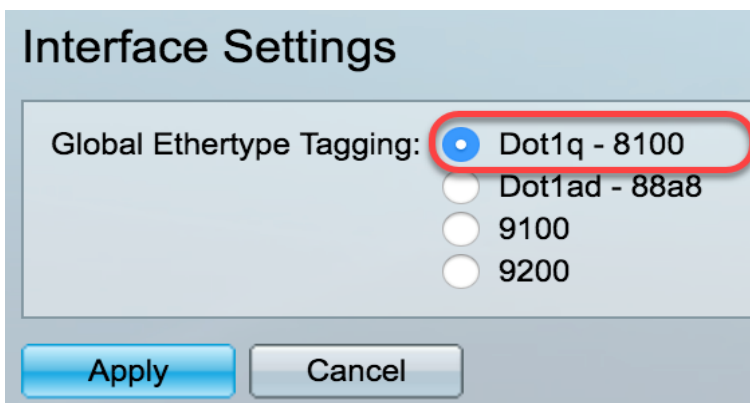 Interface Settings
Global Ethertype Tagging: Dot1q - 8100
Dot1ad - 88a8
9100
9200
Apply Cancel